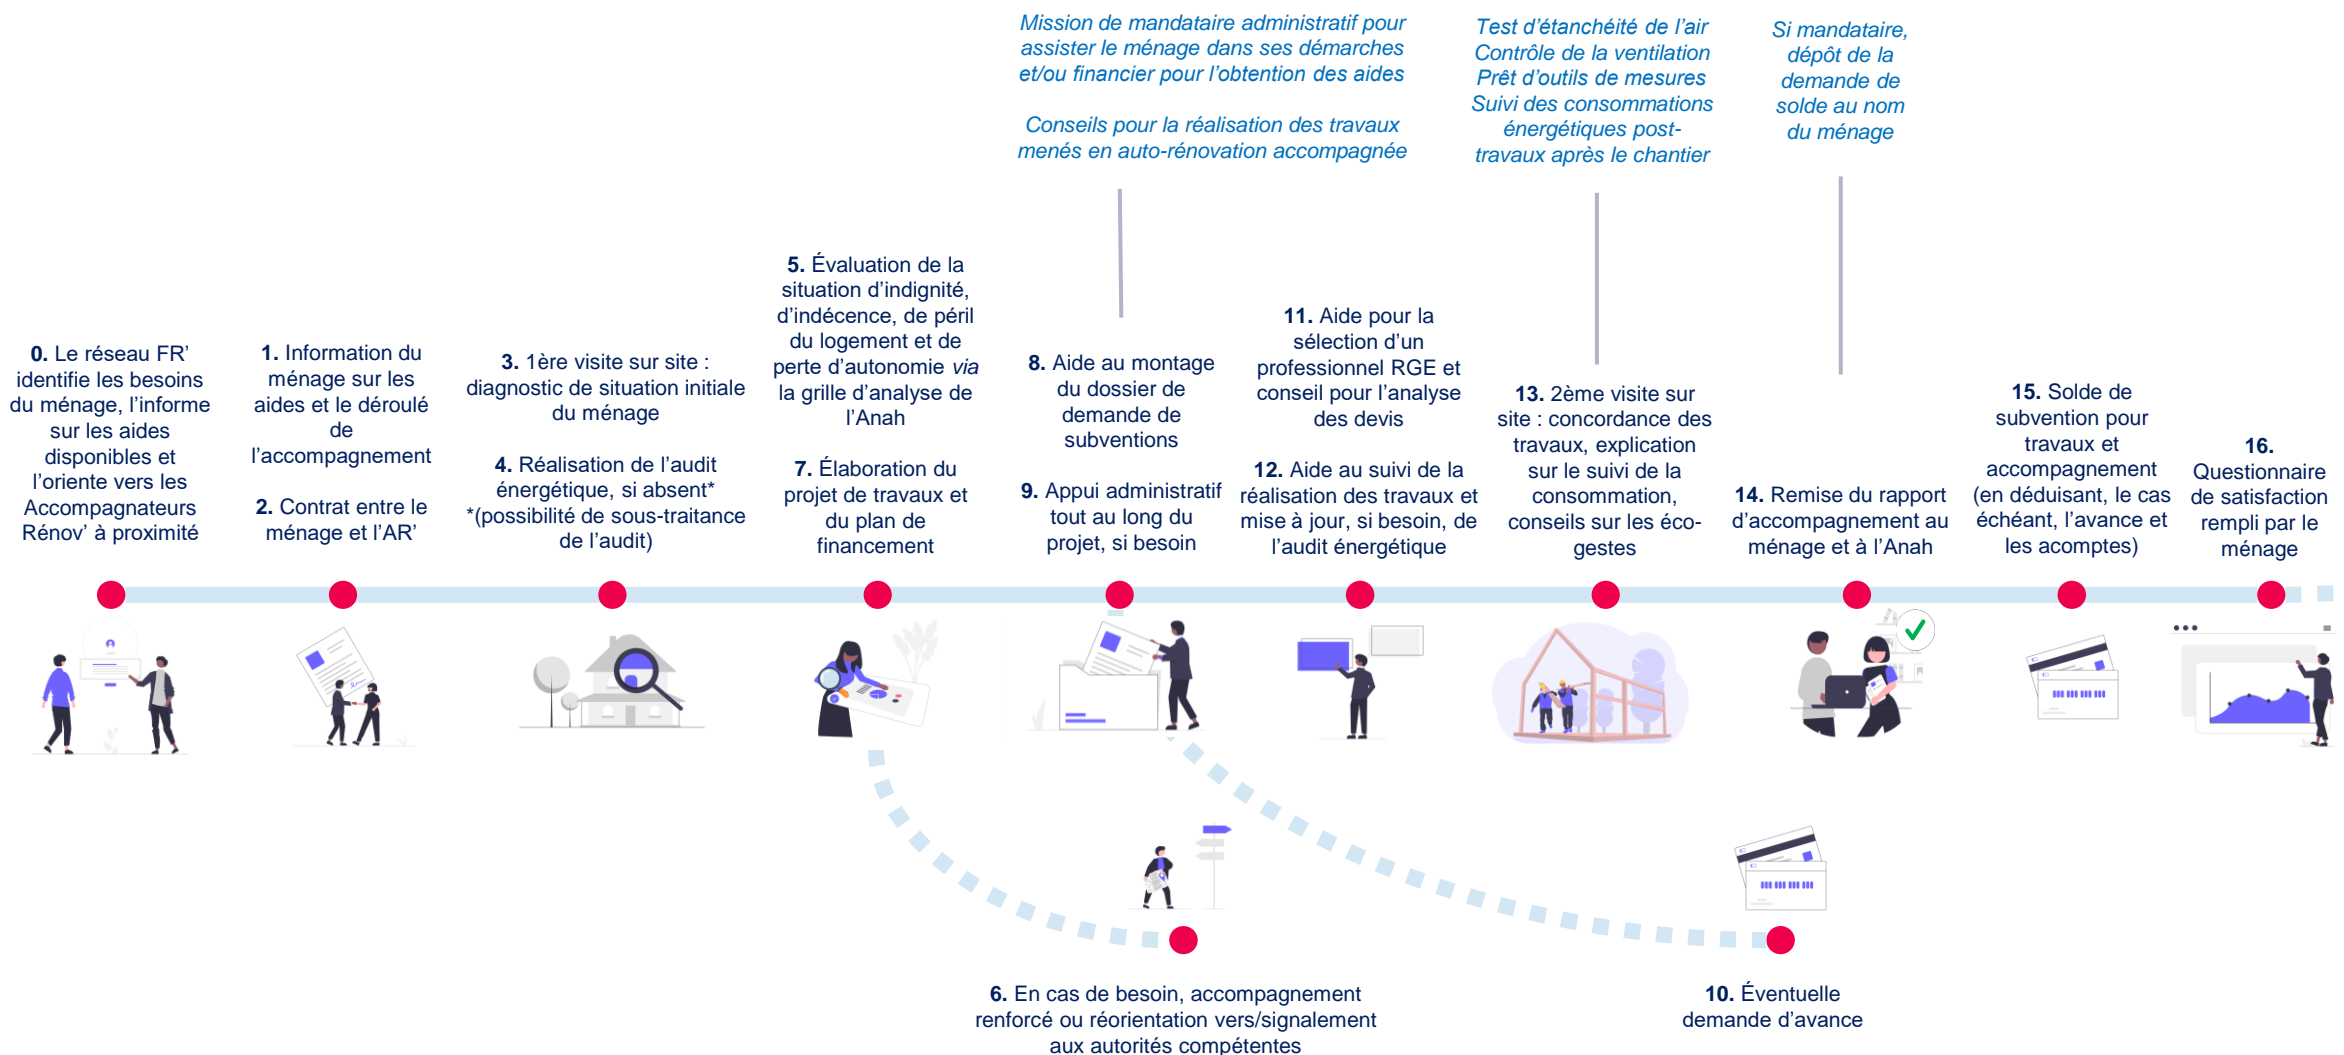 Mission de mandataire administratif pour
assister le ménage dans ses démarches
et/ou financier pour l'obtention des aides
Conseils pour la réalisation des travaux
menés en auto-rénovation accompagnée
Test d'étanchéité de l'air
Contrôle de la ventilation
Prêt d'outils de mesures
Suivi des consommations
énergétiques post-
travaux après le chantier
Si mandataire,
dépôt de la
demande de
solde au nom
du ménage
0. Le réseau FR'
identifie les besoins
du ménage, l'informe
sur les aides
disponibles et
l'oriente vers les
Accompagnateurs
Rénov' à proximité
1. Information du
ménage sur les
aides et le déroulé
de
l'accompagnement
2. Contrat entre le
ménage et l'AR'
3. 1ère visite sur site :
diagnostic de situation initiale
du ménage
4. Réalisation de l'audit
énergétique, si absent*
*(possibilité de sous-traitance
de l'audit)
5. Évaluation de la
situation d'indignité,
d'indécence, de péril
du logement et de
perte d'autonomie via
la grille d'analyse de
l'Anah
7. Élaboration du
projet de travaux et
du plan de
financement
8. Aide au montage
du dossier de
demande de
subventions
9. Appui administratif
tout au long du
projet, si besoin
11. Aide pour la
sélection d'un
professionnel RGE et
conseil pour l'analyse
des devis
12. Aide au suivi de la
réalisation des travaux et
mise à jour, si besoin, de
l'audit énergétique
13. 2ème visite sur
site : concordance des
travaux, explication
sur le suivi de la
consommation,
conseils sur les éco-
gestes
14. Remise du rapport
d'accompagnement au
ménage et à l'Anah
15. Solde de
subvention pour
travaux et
accompagnement
(en déduisant, le cas
échéant, l'avance et
les acomptes)
16.
Questionnaire
de satisfaction
rempli par le
ménage
6. En cas de besoin, accompagnement
renforcé ou réorientation vers/signalement
aux autorités compétentes
10. Éventuelle
demande d'avance